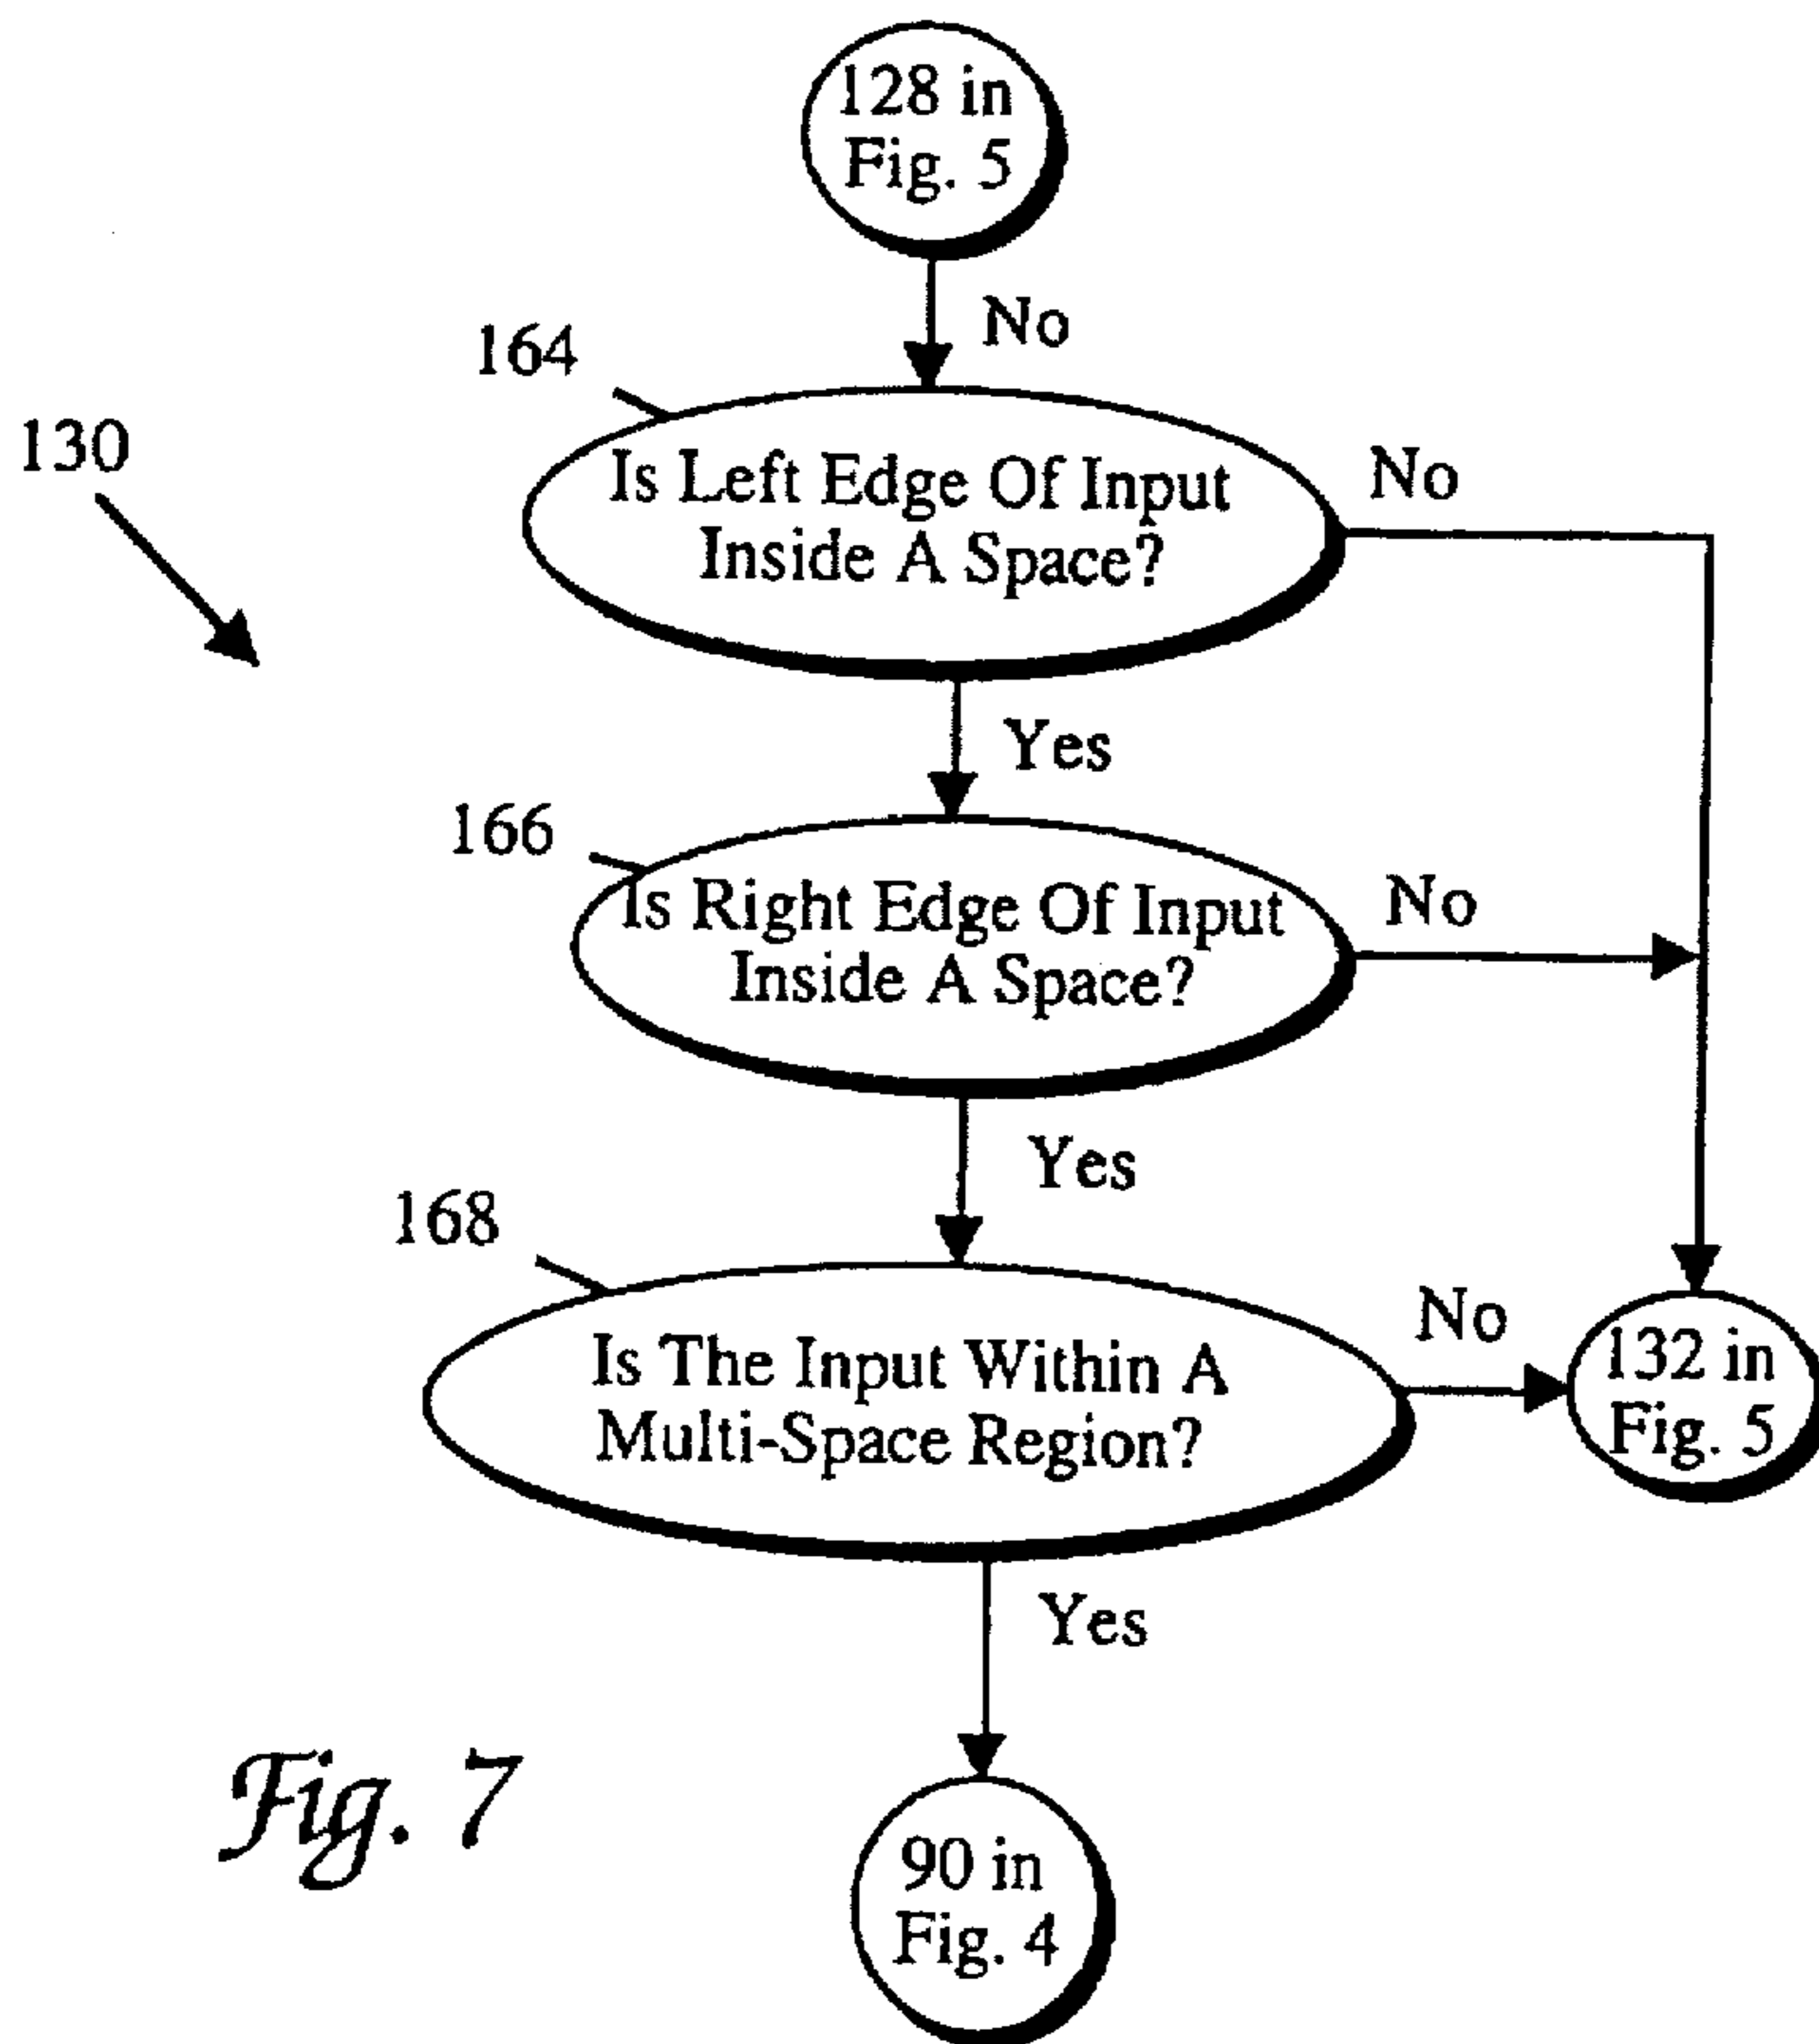 128 in
Fig. 5
No
164
130
Is Left Edge Of Input
Inside A Space?
No
Yes
166
Is Right Edge Of Input
Inside A Space?
No
Yes
168
Is The Input Within A
Multi-Space Region?
No
132 in
Fig. 5
Yes
Fig. 7
90 in
Fig. 4